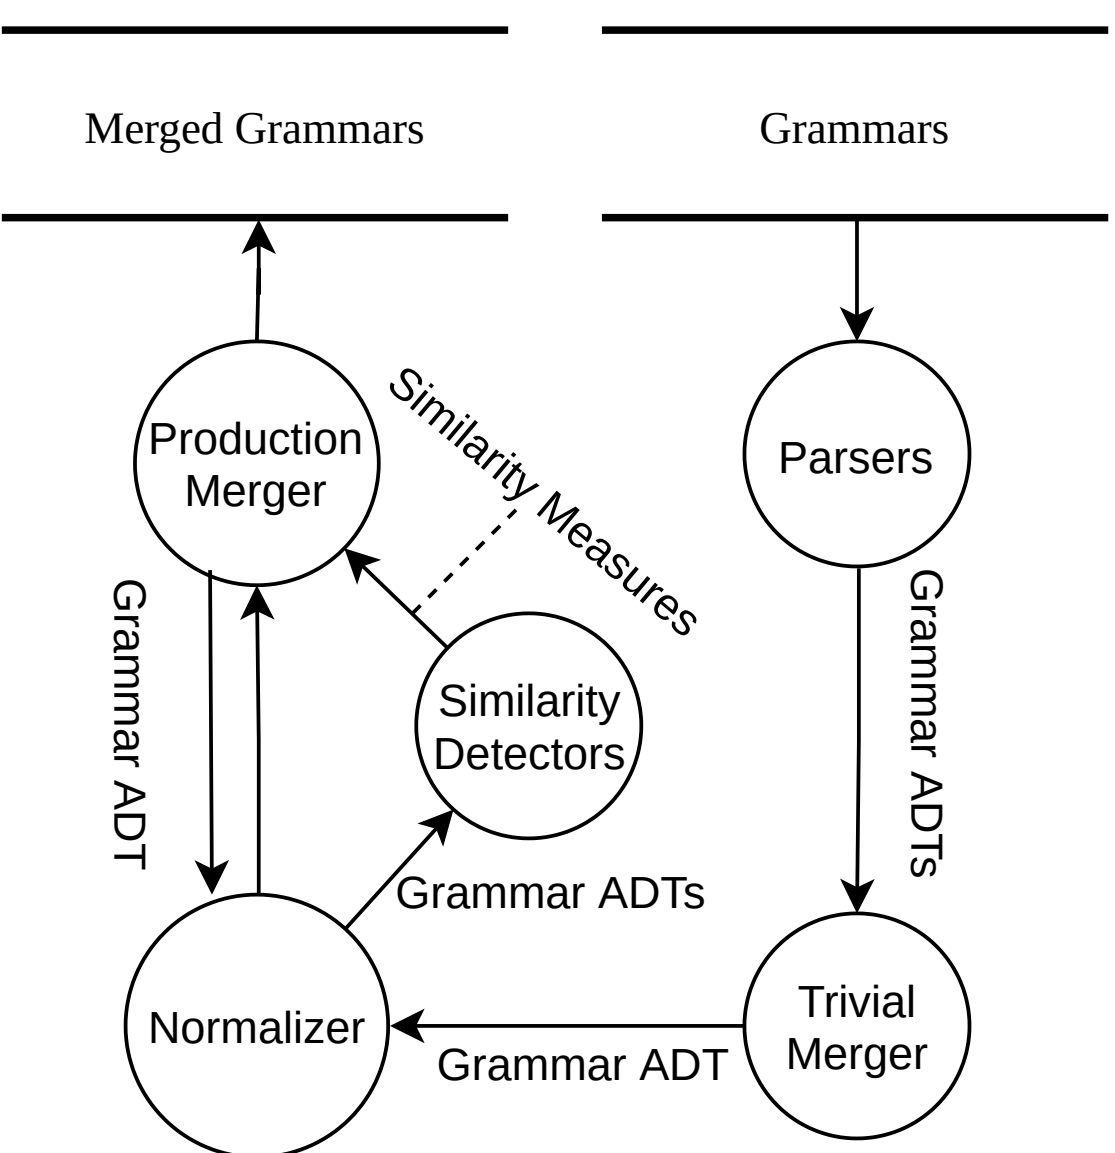 Merged Grammars
Grammars
Production
Merger
Similarity Measures
Parsers
Grammar ADT
Similarity
Detectors
Grammar ADTs
Grammar ADTs
Normalizer
Trivial
Merger
Grammar ADT